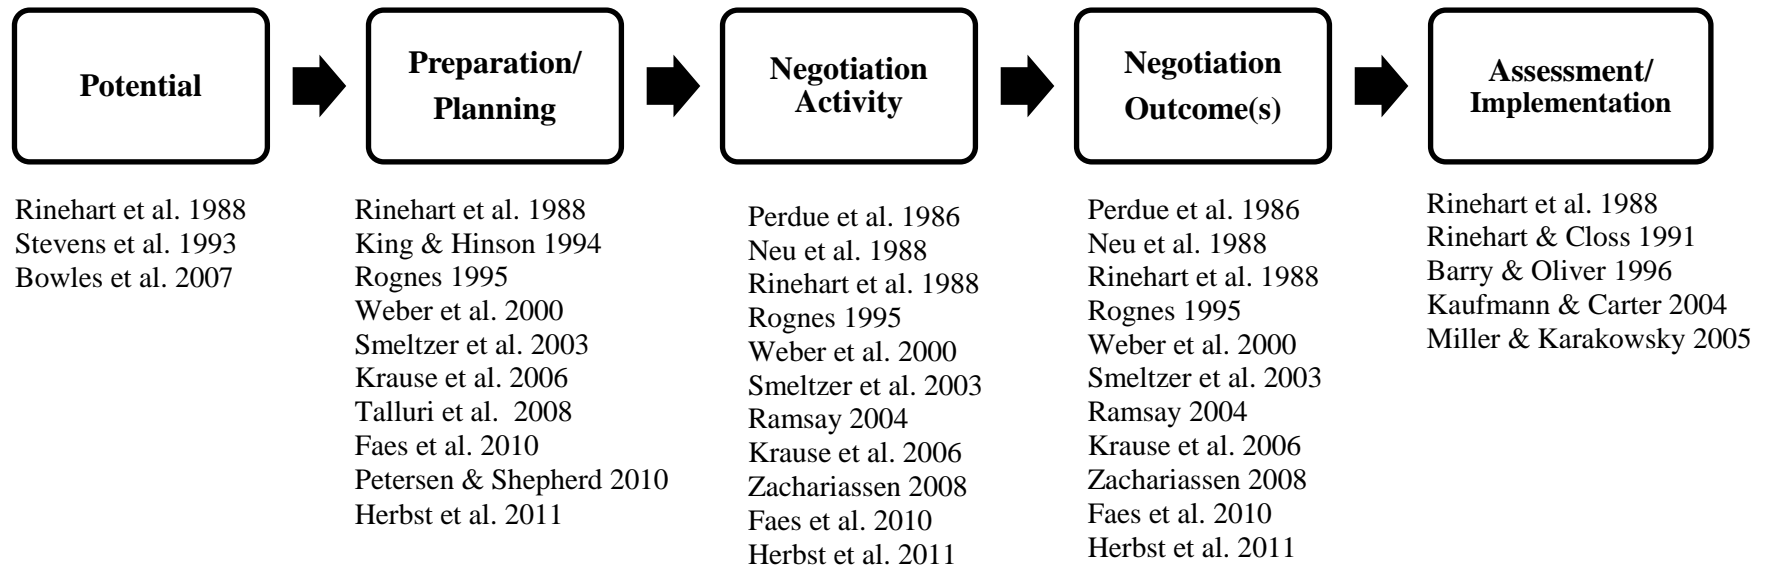 Potential
Preparation/
Planning
Negotiation
Activity
Negotiation
Outcome(s)
Assessment/
Implementation
Rinehart et al. 1988
Stevens et al. 1993
Bowles et al. 2007
Rinehart et al. 1988
King & Hinson 1994
Rognes 1995
Weber et al. 2000
Smeltzer et al. 2003
Krause et al. 2006
Talluri et al.  2008
Faes et al. 2010
Petersen & Shepherd 2010
Herbst et al. 2011
Perdue et al. 1986
Neu et al. 1988
Rinehart et al. 1988
Rognes 1995
Weber et al. 2000
Smeltzer et al. 2003
Ramsay 2004
Krause et al. 2006
Zachariassen 2008
Faes et al. 2010
Herbst et al. 2011
Perdue et al. 1986
Neu et al. 1988
Rinehart et al. 1988
Rognes 1995
Weber et al. 2000
Smeltzer et al. 2003
Ramsay 2004
Krause et al. 2006
Zachariassen 2008
Faes et al. 2010
Herbst et al. 2011
Rinehart et al. 1988
Rinehart & Closs 1991
Barry & Oliver 1996
Kaufmann & Carter 2004
Miller & Karakowsky 2005